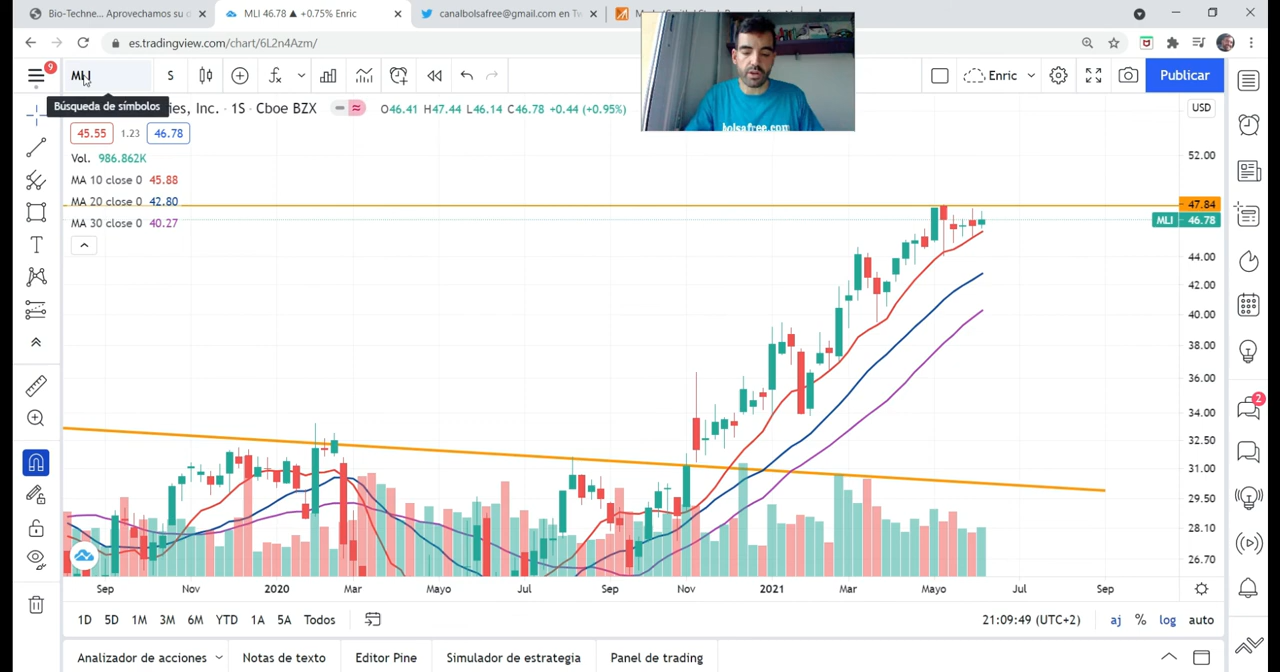 Bio-Techne... Aprovechamos su c
MLI 46.78 ▲ +0.75% Enric
canalbolsafree@gmail.com en Tw
es.tradingview.com/chart/6L2n4Azm/
9
MLI
S
Enric
Publicar
Búsqueda de símbolos
ies, Inc. · 1S · Cboe BZX
O46.41 H47.44 L46.14 C46.78 +0.44 (+0.95%)
bolsafree.com
USD
45.55 1.23 46.78
Vol. 986.862K
MA 10 close 0 45.88
MA 20 close 0 42.80
MA 30 close 0 40.27
52.00
47.84
MLI 46.78
44.00
42.00
40.00
38.00
36.00
34.00
32.50
31.00
29.50
28.10
26.70
2
Sep Nov 2020 Mar Mayo Jul Sep Nov 2021 Mar Mayo Jul Sep
1D 5D 1M 3M 6M YTD 1A 5A Todos
21:09:49 (UTC+2) aj % log auto
Analizador de acciones Notas de texto Editor Pine Simulador de estrategia Panel de trading